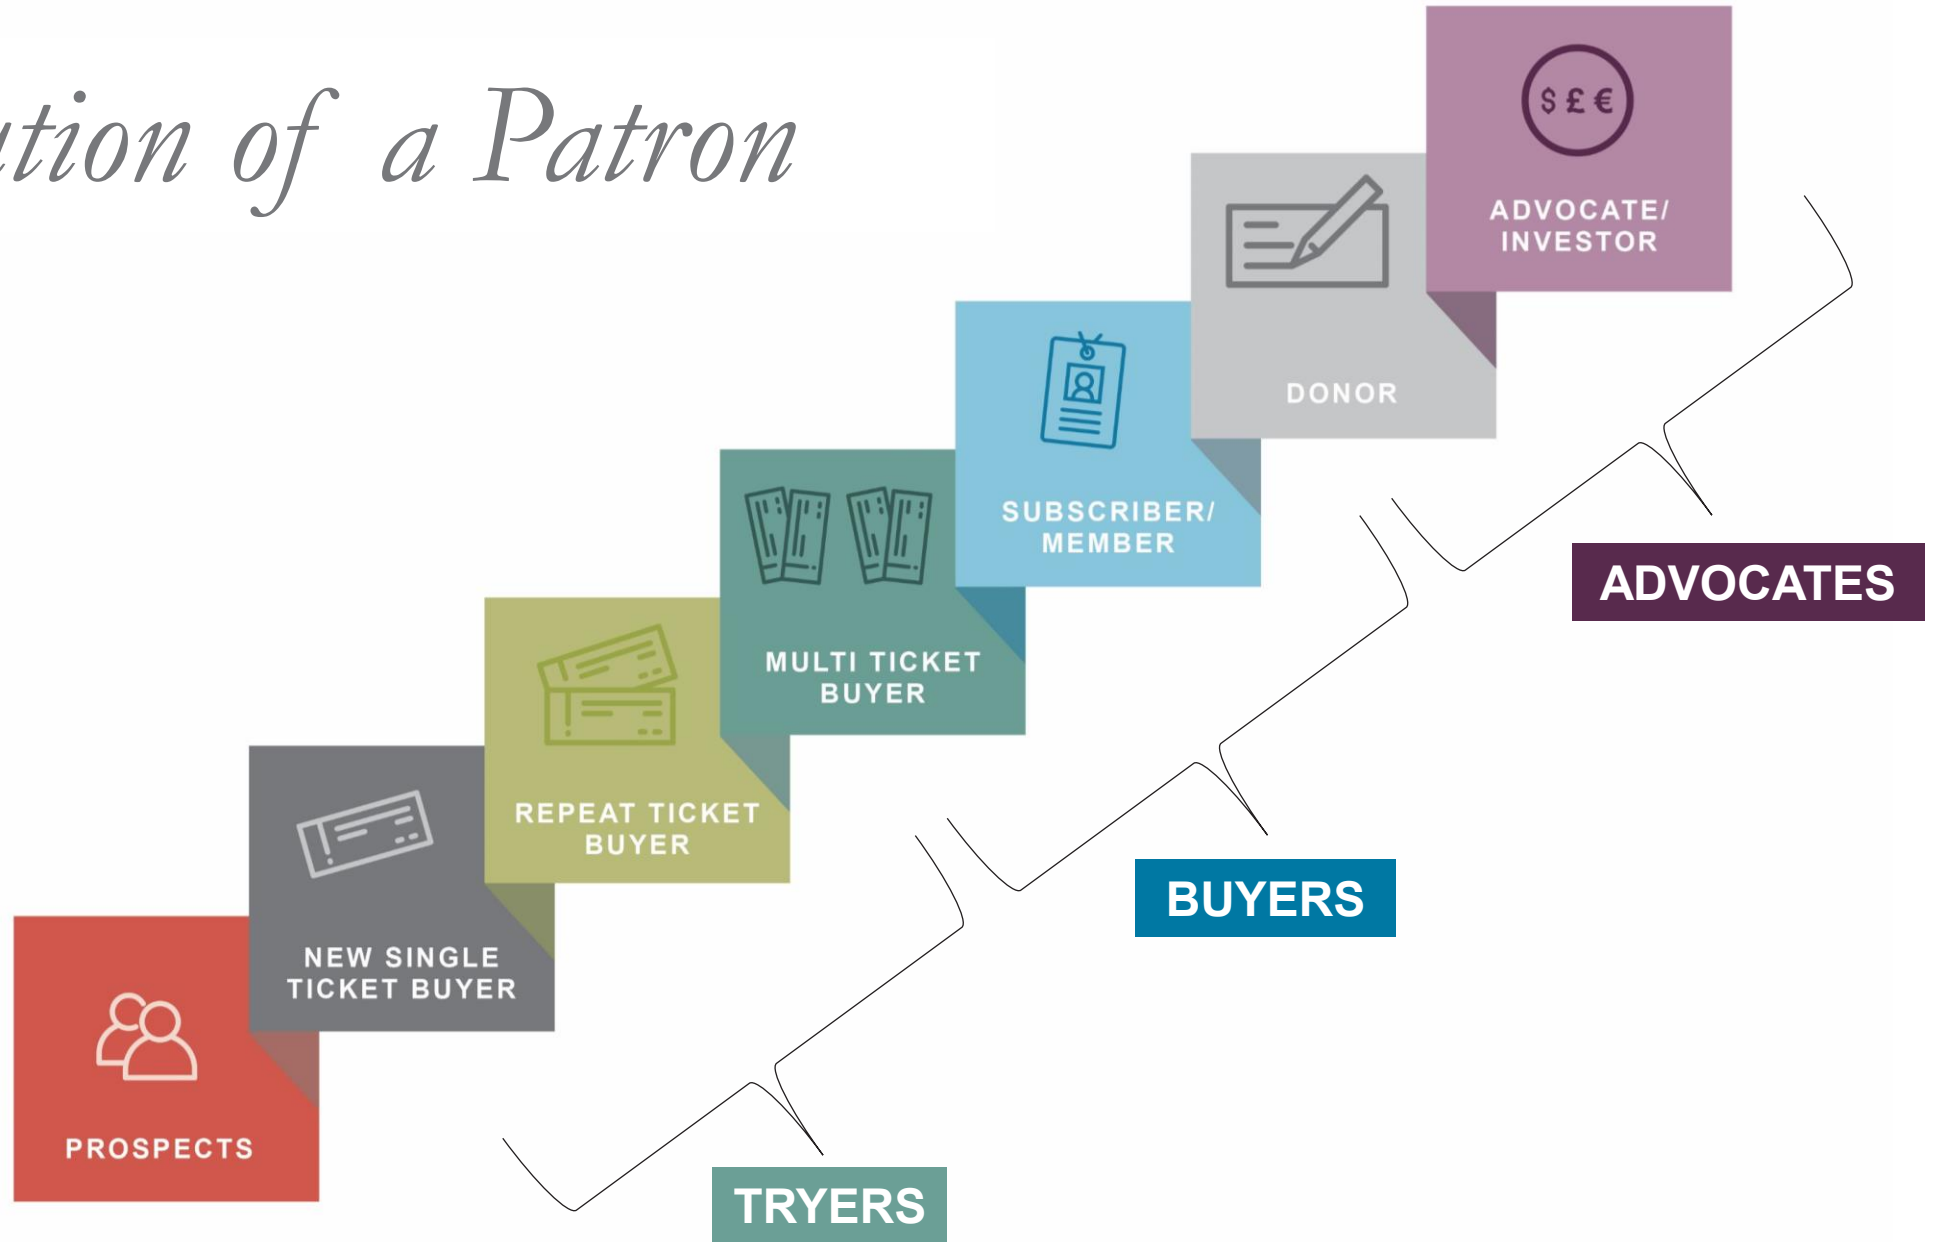 ution of a Patron
$ £ €
ADVOCATE/
INVESTOR
DONOR
SUBSCRIBER/
MEMBER
MULTI TICKET
BUYER
REPEAT TICKET
BUYER
NEW SINGLE
TICKET BUYER
PROSPECTS
ADVOCATES
BUYERS
TRYERS